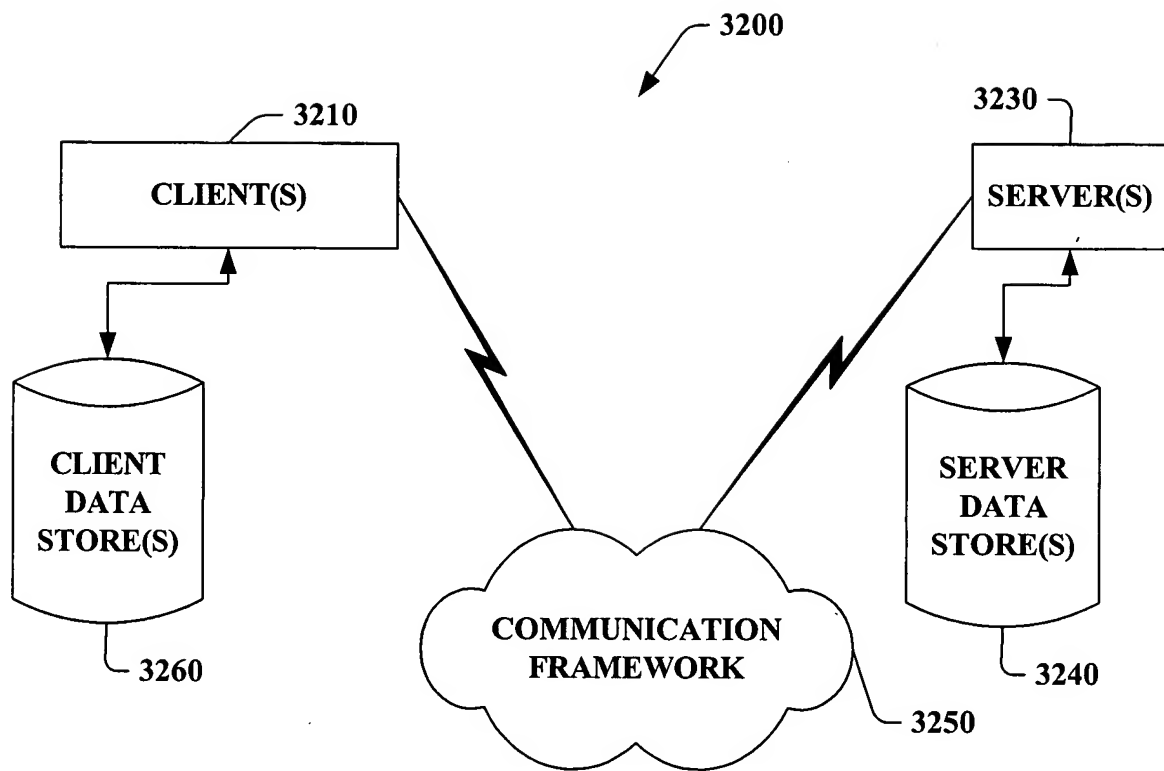 3200
3210
3230
CLIENT(S)
SERVER(S)
CLIENT
DATA
STORE(S)
SERVER
DATA
STORE(S)
COMMUNICATION
FRAMEWORK
3260
3240
3250